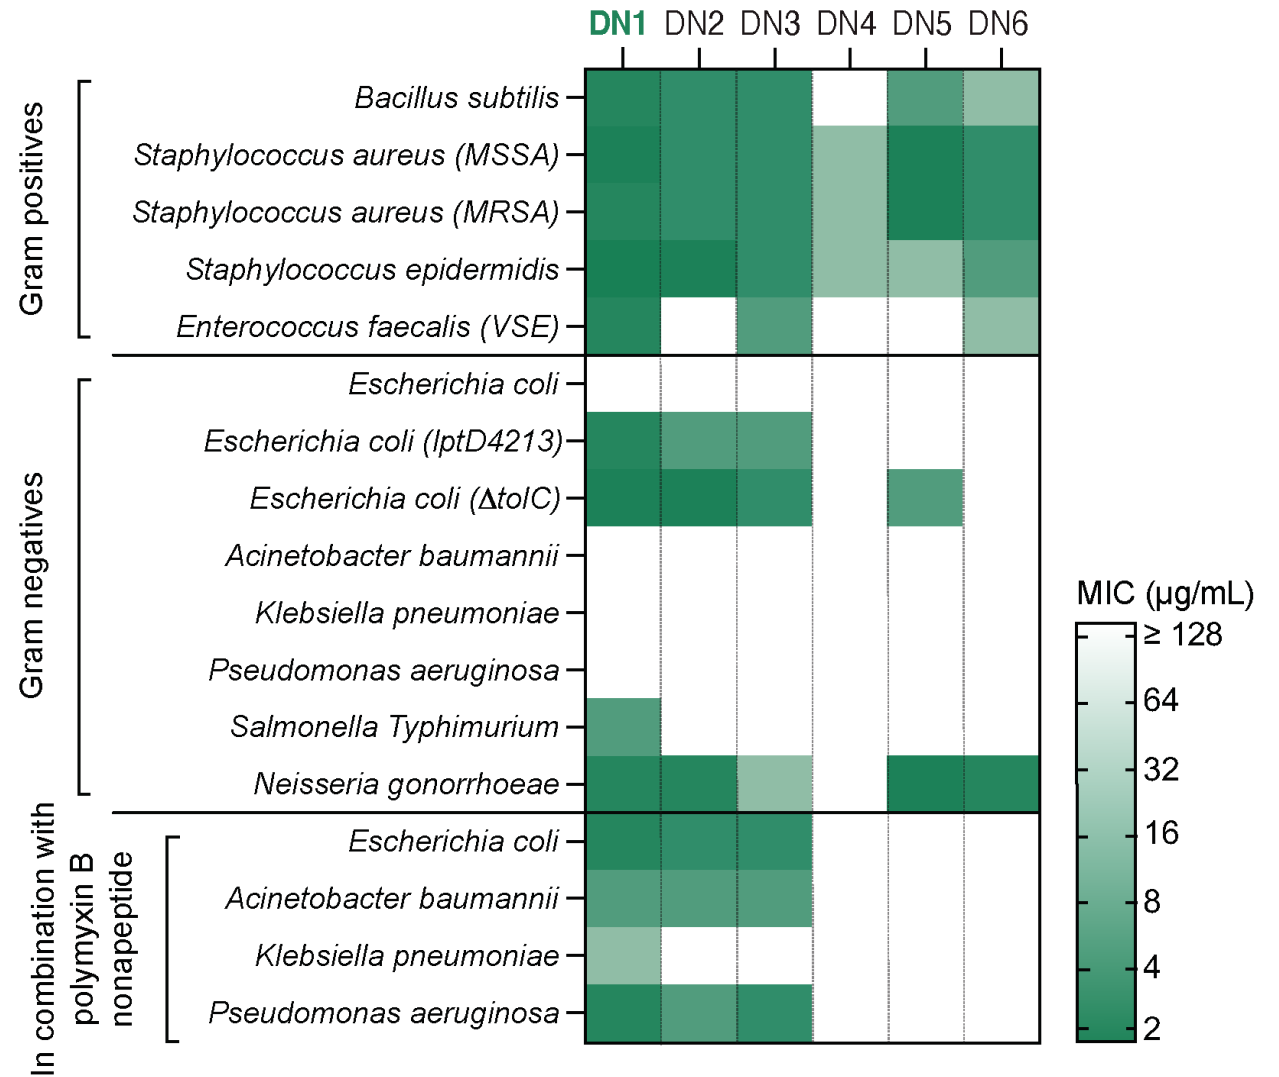 DN1 DN2 DN3 DN4 DN5 DN6
Gram positives
Bacillus subtilis
Staphylococcus aureus (MSSA)
Staphylococcus aureus (MRSA)
Staphylococcus epidermidis
Enterococcus faecalis (VSE)
Gram negatives
Escherichia coli
Escherichia coli (lptD4213)
Escherichia coli (ΔtolC)
Acinetobacter baumannii
Klebsiella pneumoniae
Pseudomonas aeruginosa
Salmonella Typhimurium
Neisseria gonorrhoeae
In combination with
polymyxin B
nonapeptide
Escherichia coli
Acinetobacter baumannii
Klebsiella pneumoniae
Pseudomonas aeruginosa
MIC (µg/mL)
≥ 128
64
32
16
8
4
2